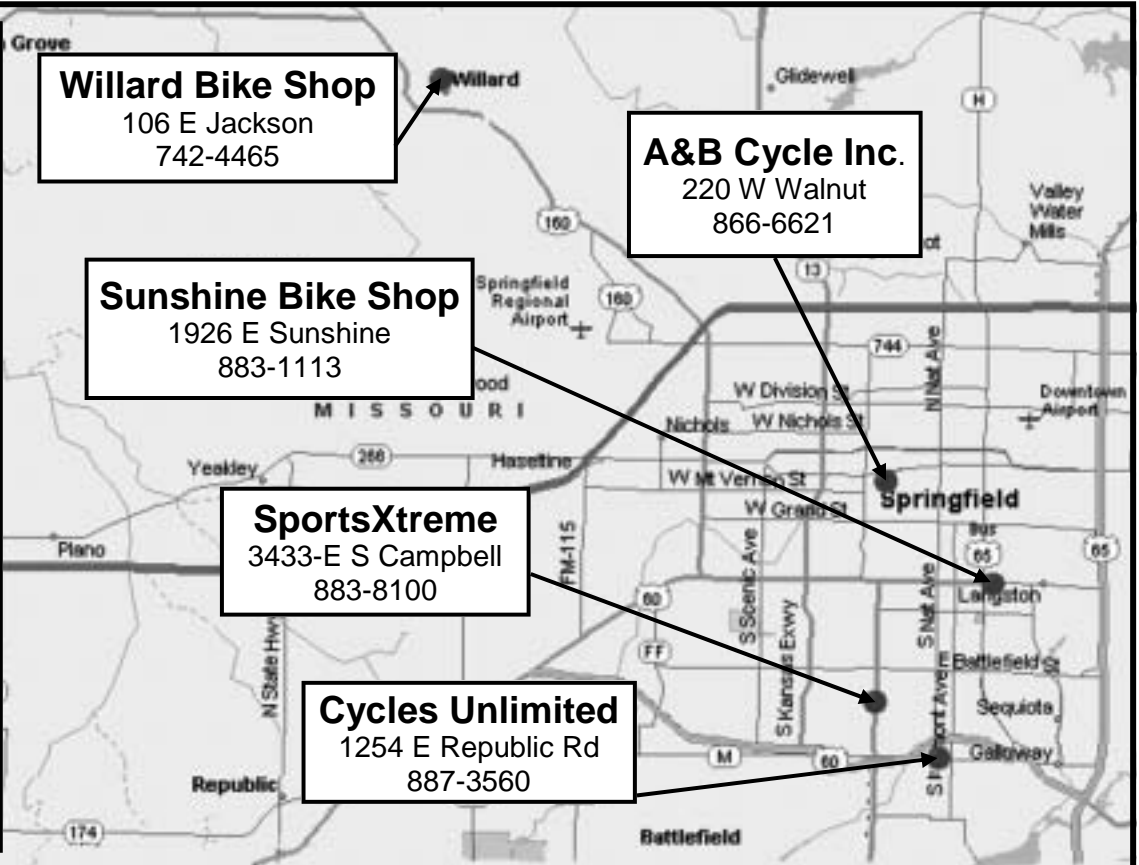 Grove
Willard Bike Shop
106 E Jackson
742-4465
Willard
Glidewell
H
A&B Cycle Inc.
220 W Walnut
866-6621
Valley
Water
Mills
160
13
Sunshine Bike Shop
1926 E Sunshine
883-1113
Springfield
Regional
Airport
160
744
N Nat Ave
MISSOURI
W Division St
Downtown
Airport
Nichols
W Nichols St
266
Haseltine
Yeakley
W Mt Vernon St
Springfield
W Grand St
SportsXtreme
3433-E S Campbell
883-8100
Plano
FM-115
Bus
65
65
S Scenic Ave
S Nat Ave
60
Langston
FF
S Kansas Expwy
Battlefield
N State Hwy
Cycles Unlimited
1254 E Republic Rd
887-3560
Sequiota
M
60
Galloway
Republic
174
Battlefield